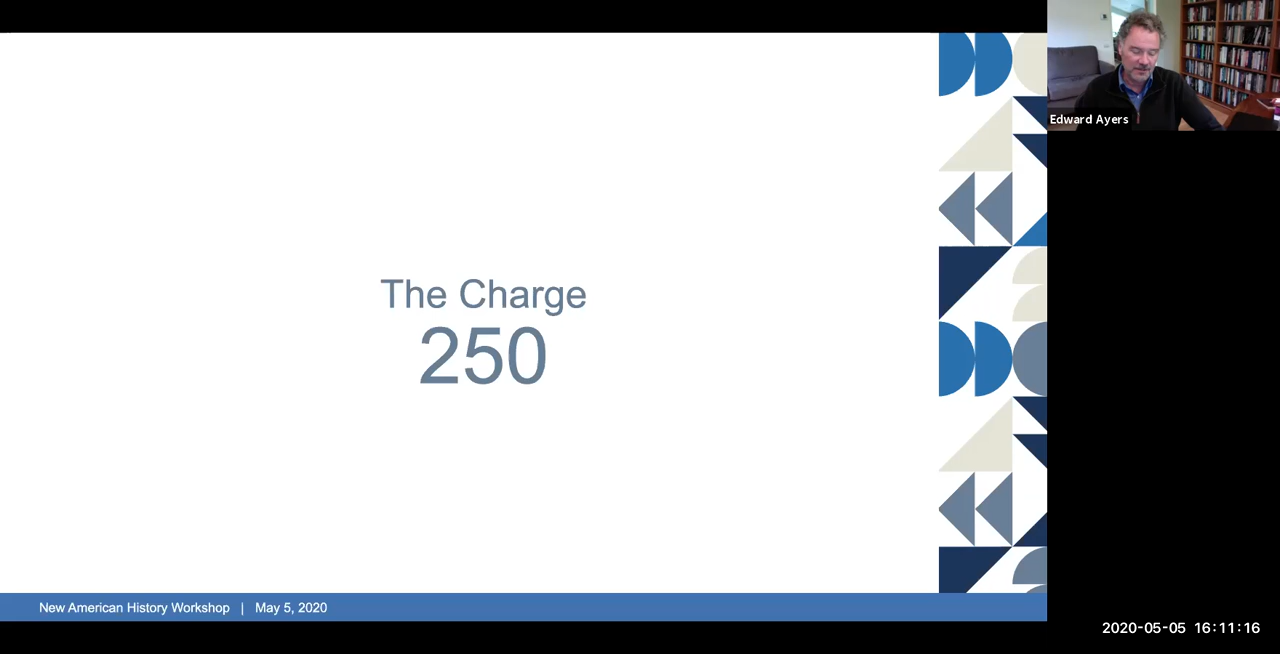 The Charge
250
Edward Ayers
New American History Workshop | May 5, 2020
2020-05-05 16:11:16